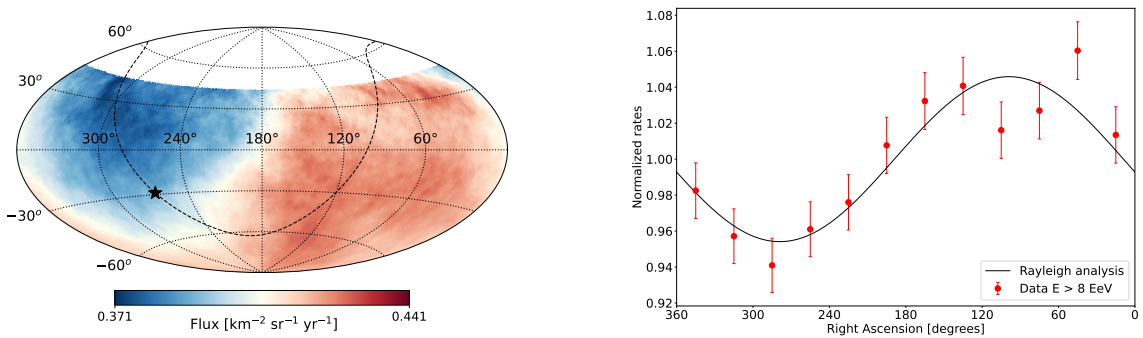 60°
30°
300° 240° 180° 120° 60°
−30°
−60°
0.371 0.441
Flux [km⁻² sr⁻¹ yr⁻¹]
1.08
1.06
1.04
1.02
1.00
0.98
0.96
0.94
0.92
Normalized rates
Rayleigh analysis
Data E > 8 EeV
360 300 240 180 120 60 0
Right Ascension [degrees]